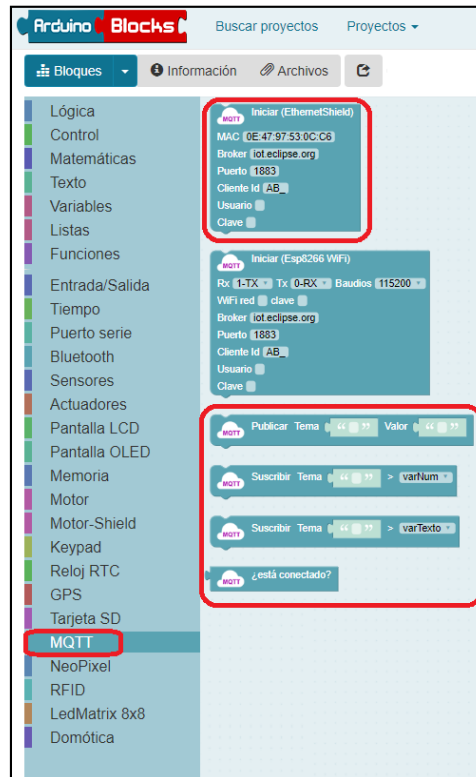 Arduino Blocks Buscar proyectos Proyectos
Bloques Información Archivos
Lógica
Control
Matemáticas
Texto
Variables
Listas
Funciones
Entrada/Salida
Tiempo
Puerto serie
Bluetooth
Sensores
Actuadores
Pantalla LCD
Pantalla OLED
Memoria
Motor
Motor-Shield
Keypad
Reloj RTC
GPS
Tarjeta SD
MQTT
NeoPixel
RFID
LedMatrix 8x8
Domótica
MQTT Iniciar (EthernetShield)
MAC 0E:47:97:53:0C:C6
Broker iot.eclipse.org
Puerto 1883
Cliente Id AB_
Usuario
Clave
MQTT Iniciar (Esp8266 WiFi)
Rx 1-TX Tx 0-RX Baudios 115200
WiFi red clave
Broker iot.eclipse.org
Puerto 1883
Cliente Id AB_
Usuario
Clave
MQTT Publicar Tema “ ” Valor “ ”
MQTT Suscribir Tema “ ” > varNum
MQTT Suscribir Tema “ ” > varTexto
MQTT ¿está conectado?